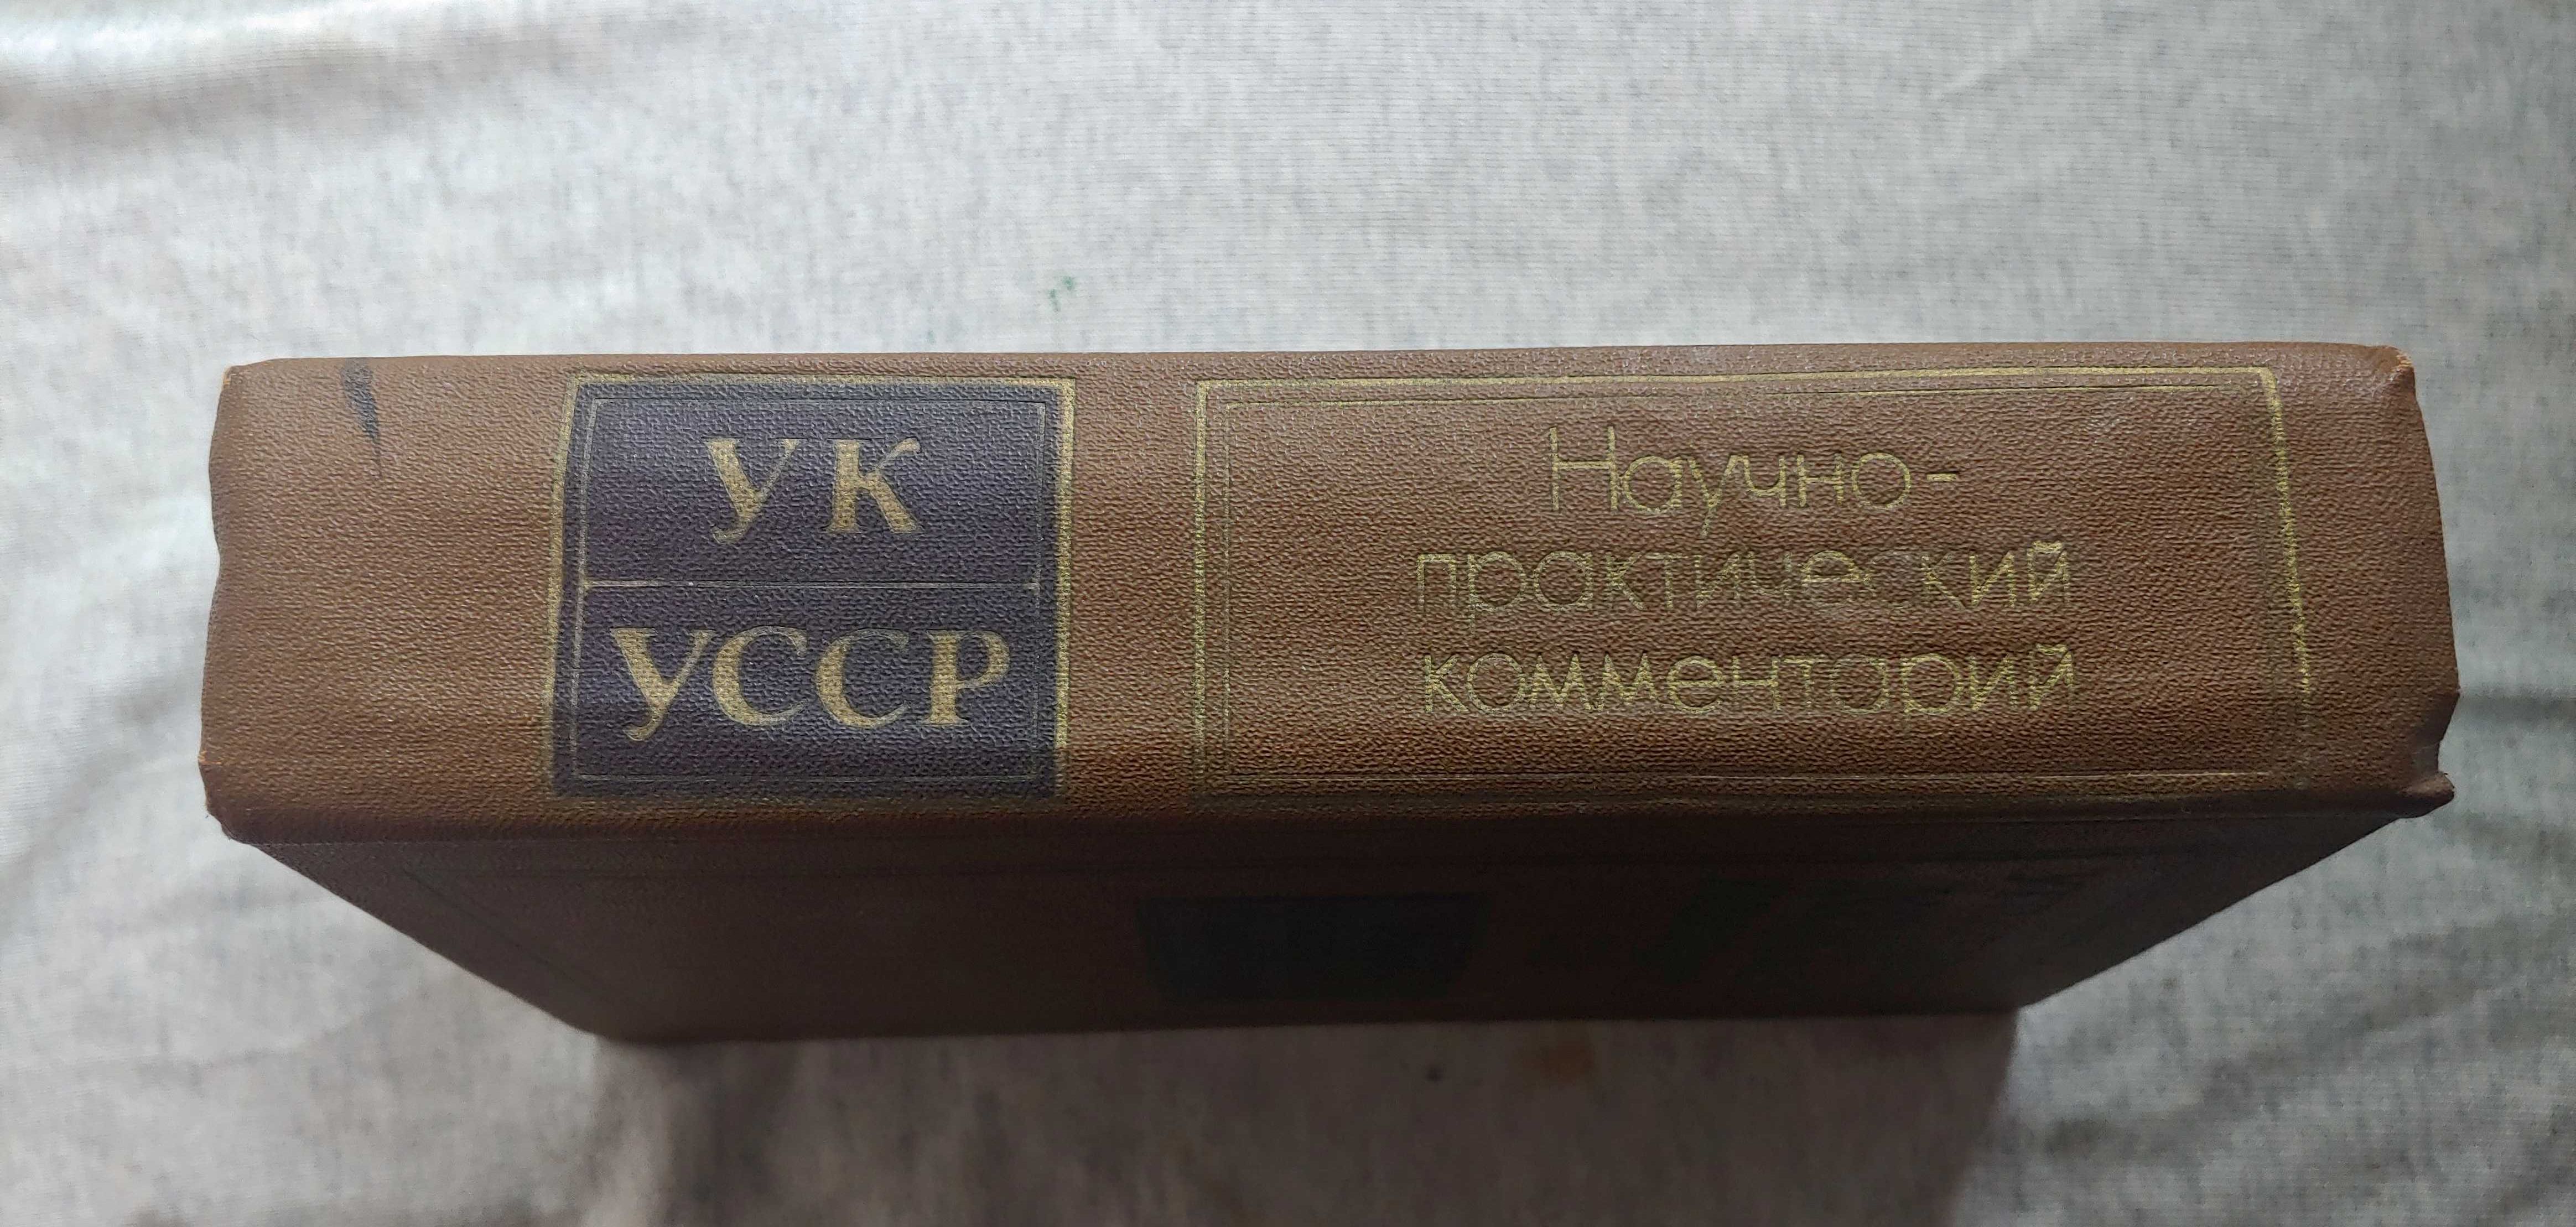 УК
УССР
Научно-
практический
комментарий